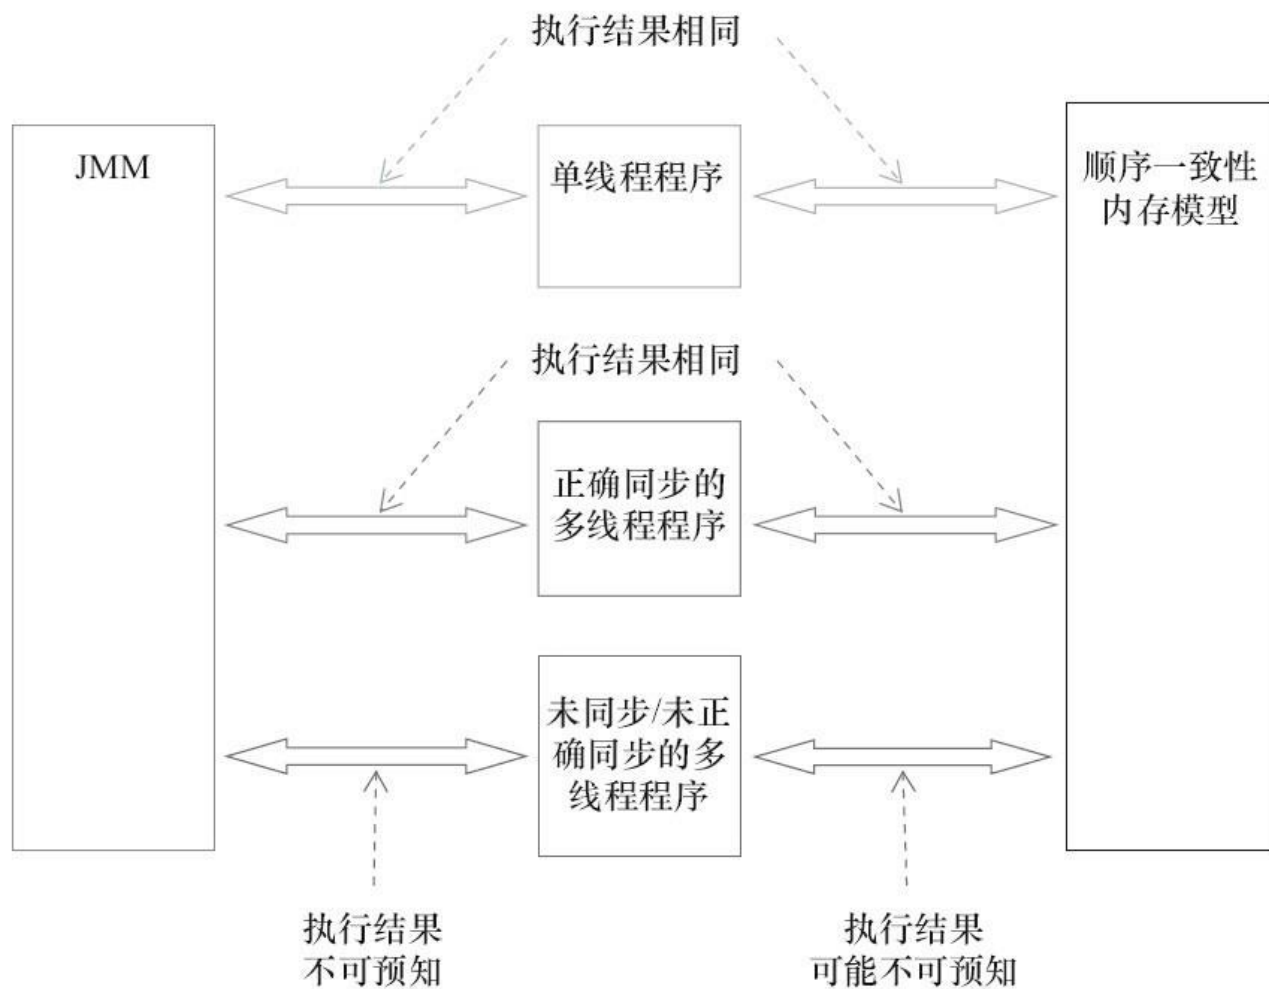 执行结果相同
JMM
单线程程序
顺序一致性
内存模型
执行结果相同
正确同步的
多线程程序
未同步/未正
确同步的多
线程程序
执行结果
不可预知
执行结果
可能不可预知